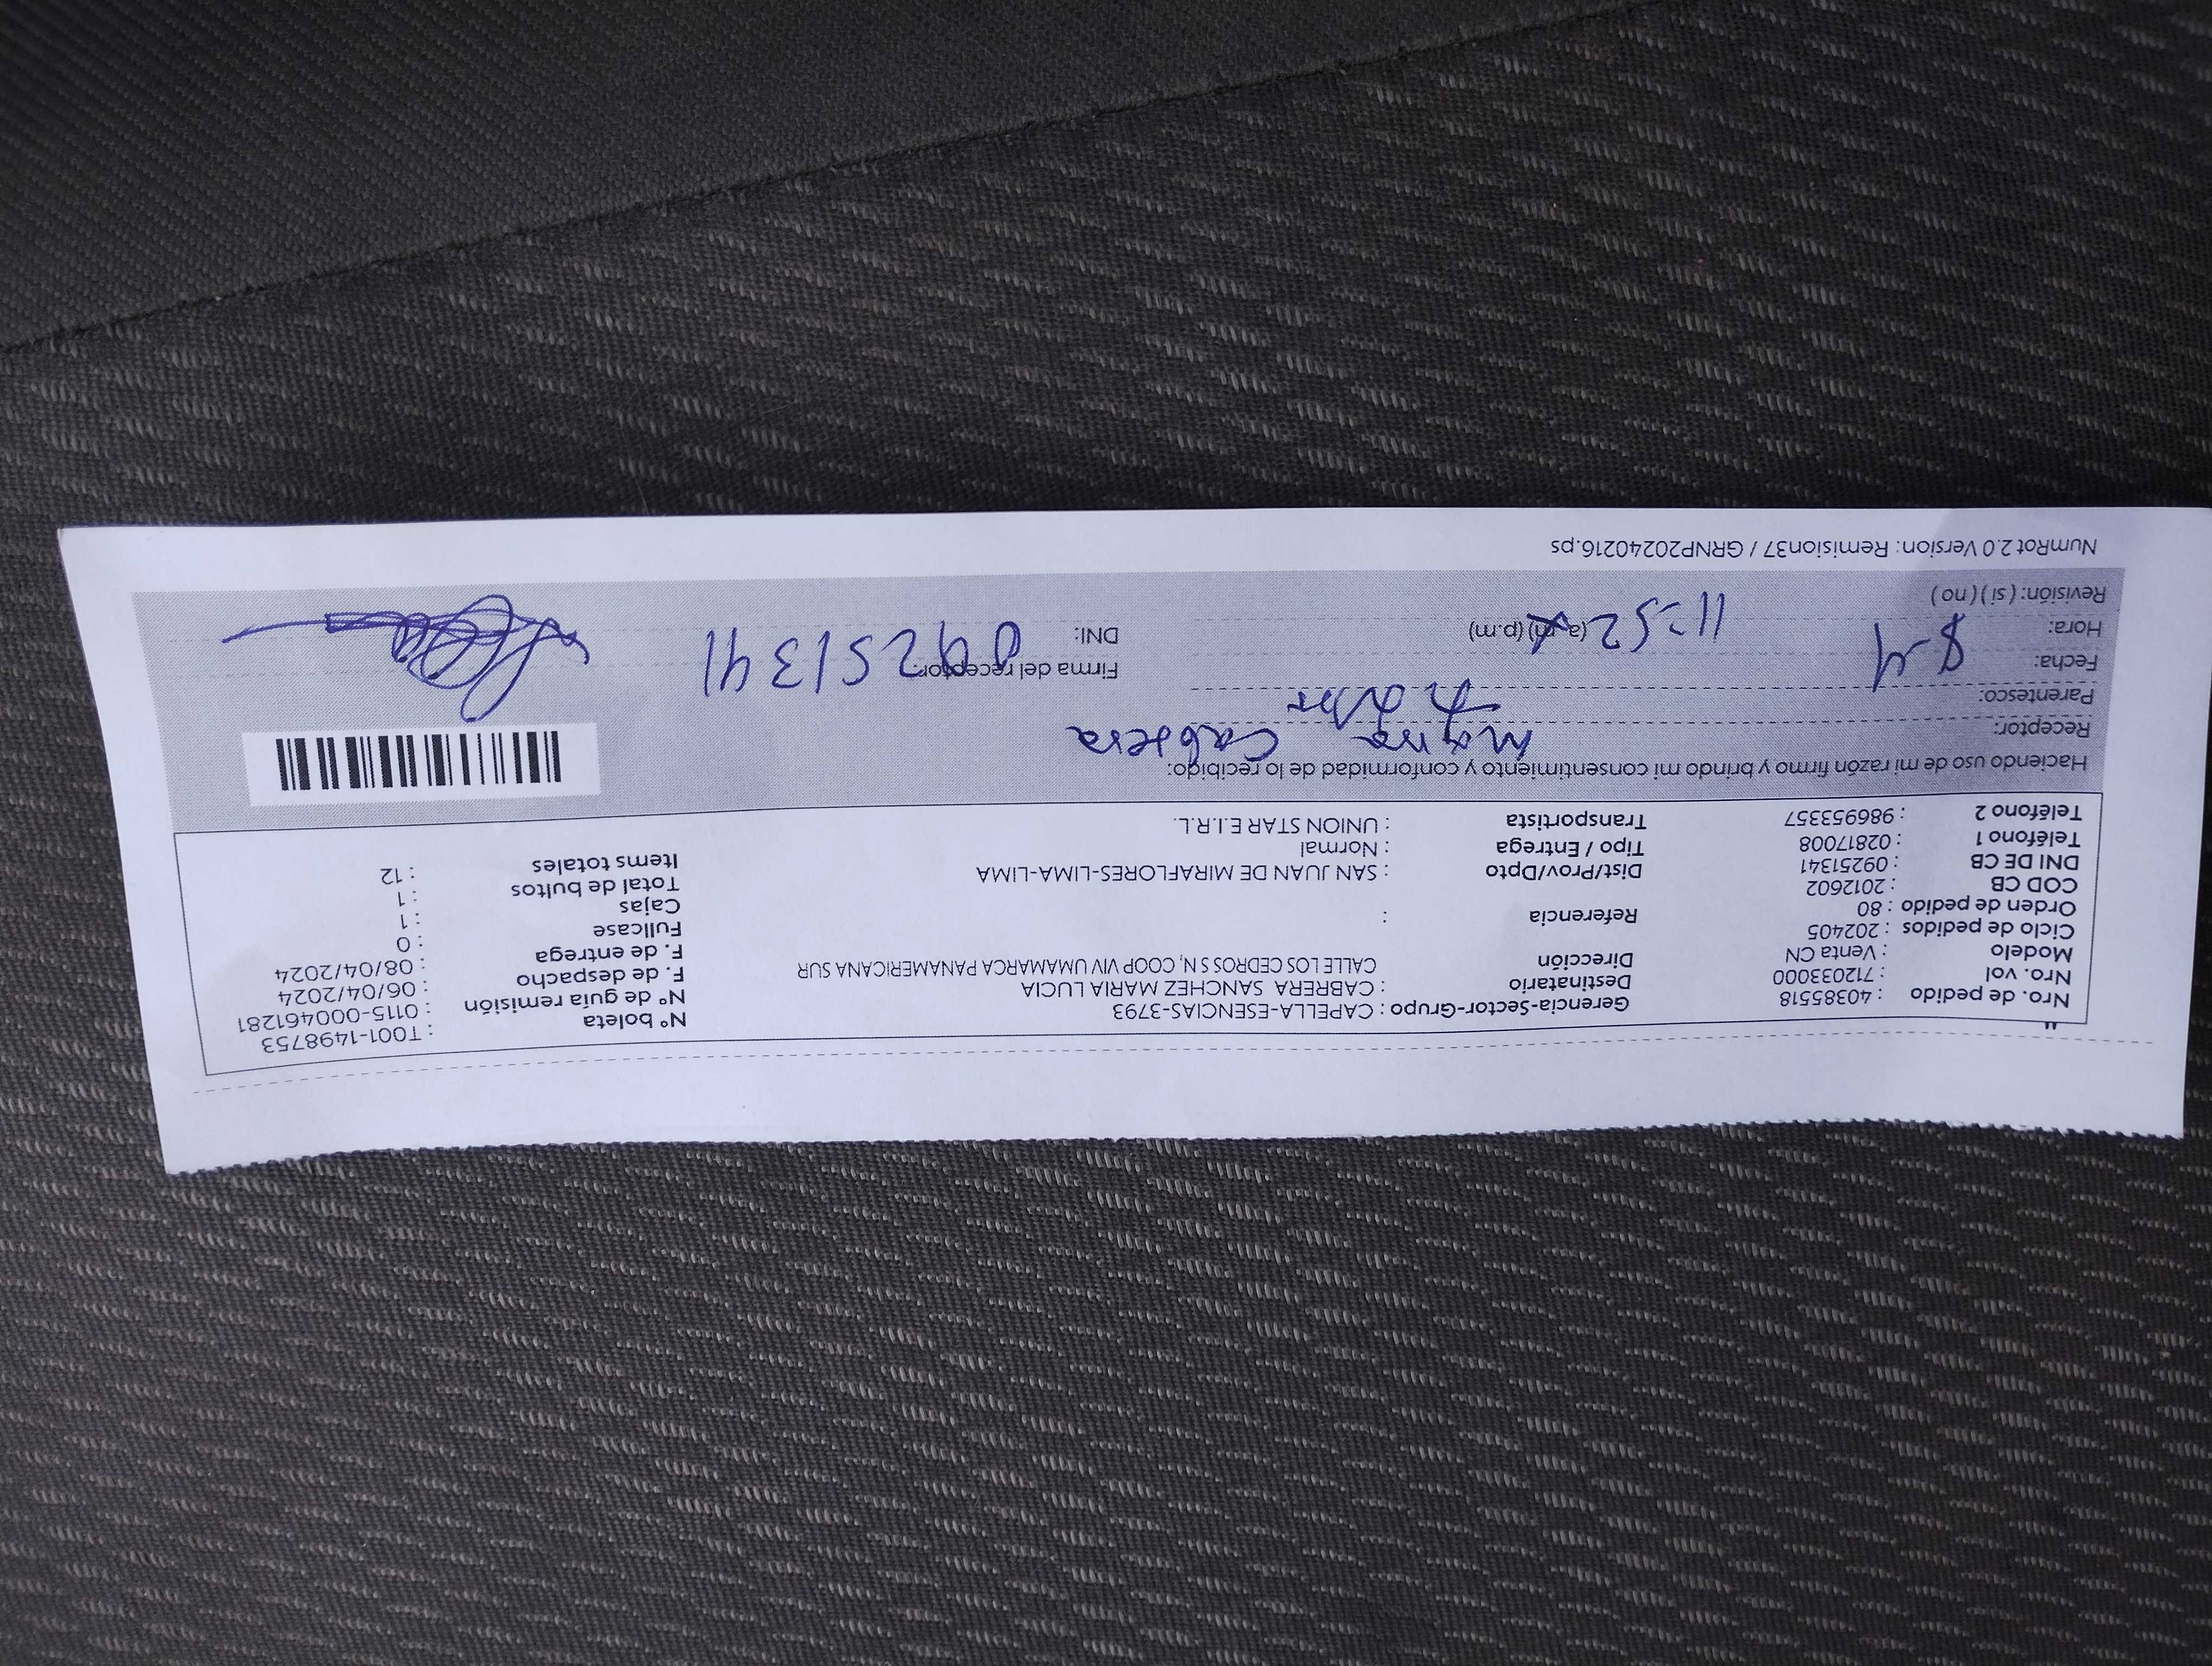 Nro. de pedido : 40385518 Gerencia-Sector-Grupo : CAPELLA-ESENCIAS-3793 Nº boleta : T001-1498753
Nro. vol : 712033000 Destinatario : CABRERA SANCHEZ MARIA LUCIA Nº de guía remisión : 0115-000461281
Modelo : Venta CN Dirección CALLE LOS CEDROS S N, COOP VIV UMAMARCA PANAMERICANA SUR F. de despacho : 06/04/2024
Ciclo de pedidos : 202405 F. de entrega : 08/04/2024
Orden de pedido : 80 Referencia : Fullcase : 0
COD CB : 2012602 Cajas : 1
DNI DE CB : 09251341 Dist/Prov/Dpto : SAN JUAN DE MIRAFLORES-LIMA-LIMA Total de bultos : 1
Teléfono 1 : 02817008 Tipo / Entrega : Normal Items totales : 12
Teléfono 2 : 986953357 Transportista : UNION STAR E.I.R.L.
Haciendo uso de mi razón firmo y brindo mi consentimiento y conformidad de lo recibido:
Receptor: Cabrera
Parentesco:
Fecha: 8-4 Firma del receptor:
Hora: 11-52 (a.m) (p.m) DNI: 09251341
Revisión: ( si ) ( no )
NumRot 2.0 Version: Remision37 / GRNP20240216.ps